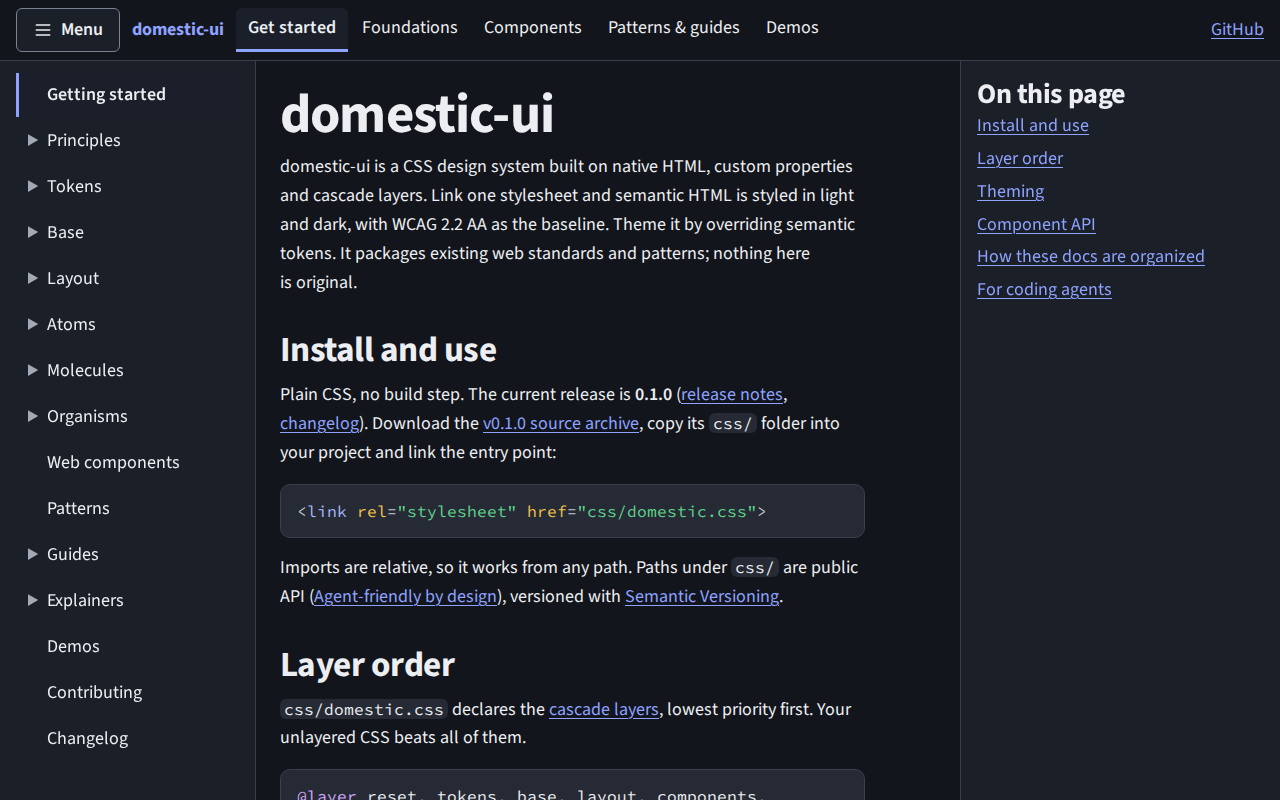 Menu
domestic-ui
Get started
Foundations
Components
Patterns & guides
Demos
GitHub
Getting started
Principles
Tokens
Base
Layout
Atoms
Molecules
Organisms
Web components
Patterns
Guides
Explainers
Demos
Contributing
Changelog
domestic-ui
domestic-ui is a CSS design system built on native HTML, custom properties
and cascade layers. Link one stylesheet and semantic HTML is styled in light
and dark, with WCAG 2.2 AA as the baseline. Theme it by overriding semantic
tokens. It packages existing web standards and patterns; nothing here
is original.
Install and use
Plain CSS, no build step. The current release is 0.1.0 (release notes,
changelog). Download the v0.1.0 source archive, copy its css/ folder into
your project and link the entry point:
<link rel="stylesheet" href="css/domestic.css">
Imports are relative, so it works from any path. Paths under css/ are public
API (Agent-friendly by design), versioned with Semantic Versioning.
Layer order
css/domestic.css declares the cascade layers, lowest priority first. Your
unlayered CSS beats all of them.
@layer reset, tokens, base, layout, components,
On this page
Install and use
Layer order
Theming
Component API
How these docs are organized
For coding agents